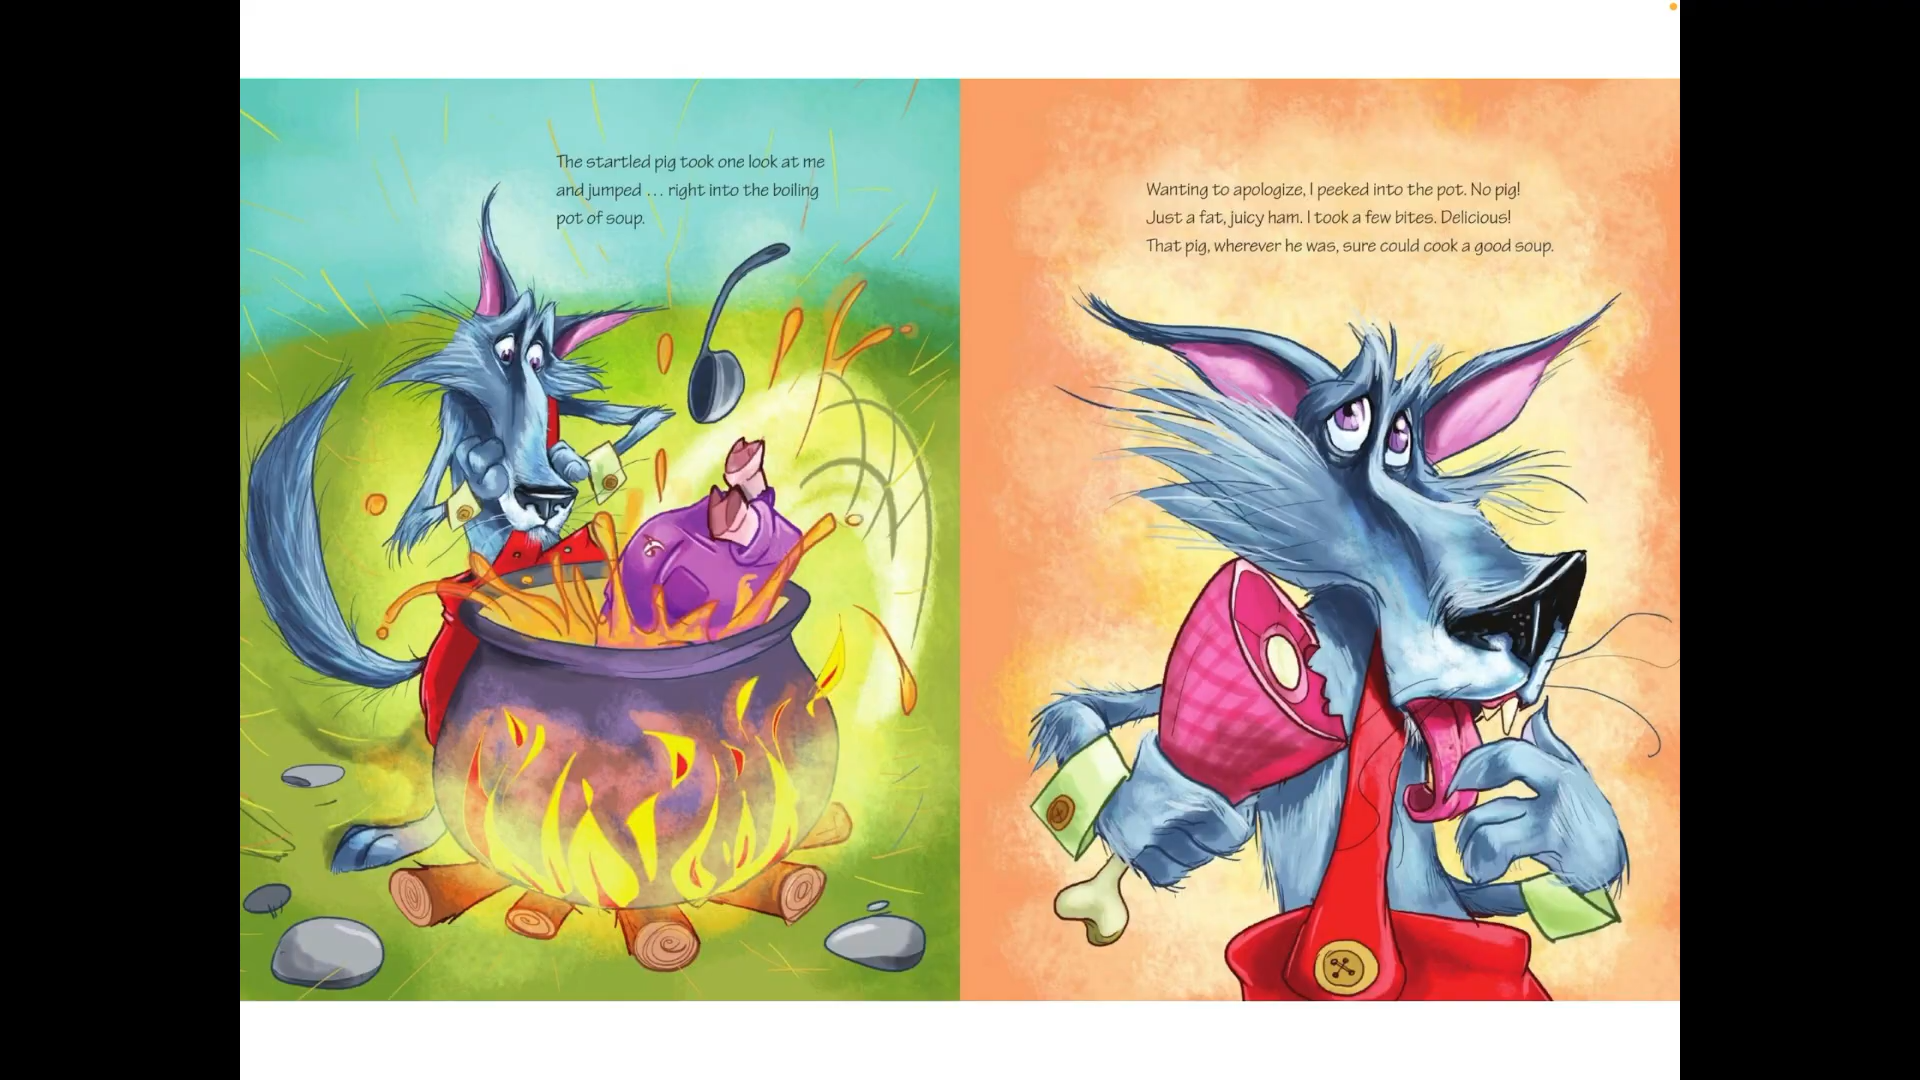 The startled pig took one look at me
and jumped … right into the boiling
pot of soup.
Wanting to apologize, I peeked into the pot. No pig!
Just a fat, juicy ham. I took a few bites. Delicious!
That pig, wherever he was, sure could cook a good soup.